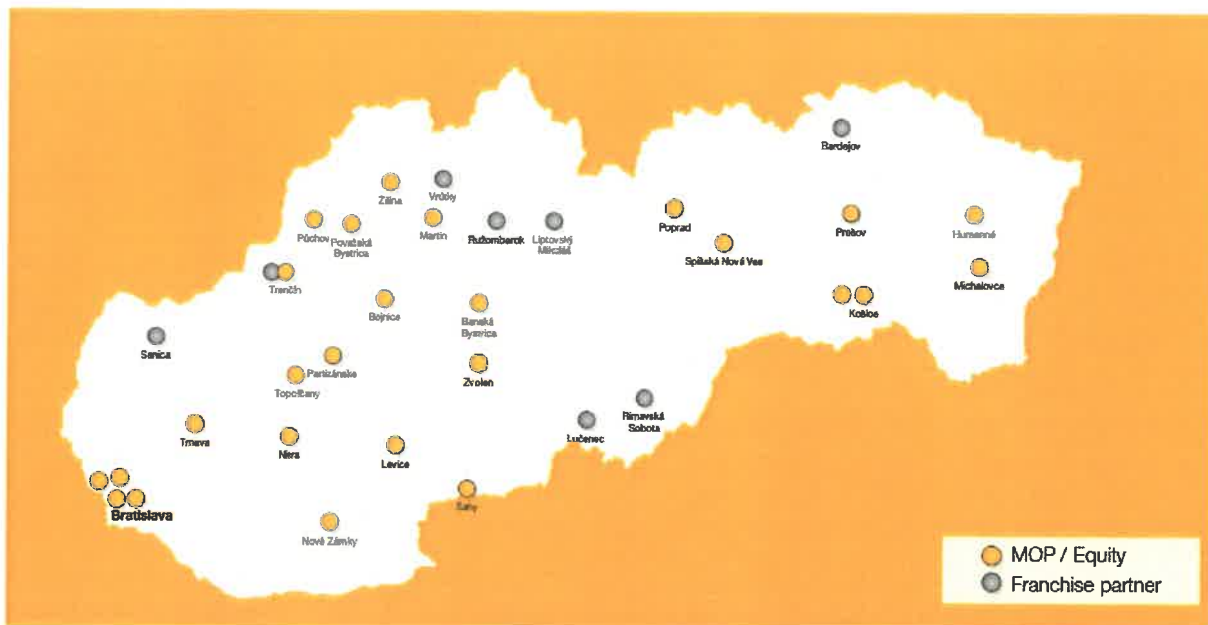 Bardejov
Žilina
Vrútky
Púchov
Považská
Bystrica
Martin
Ružomberok
Liptovský
Mikuláš
Poprad
Prešov
Humenné
Spišská Nová Ves
Trenčín
Michalovce
Bojnice
Banská
Bystrica
Košice
Senica
Partizánske
Zvolen
Topoľčany
Rimavská
Sobota
Lučenec
Trnava
Nitra
Levice
Šahy
Bratislava
Nové Zámky
MOP / Equity
Franchise partner